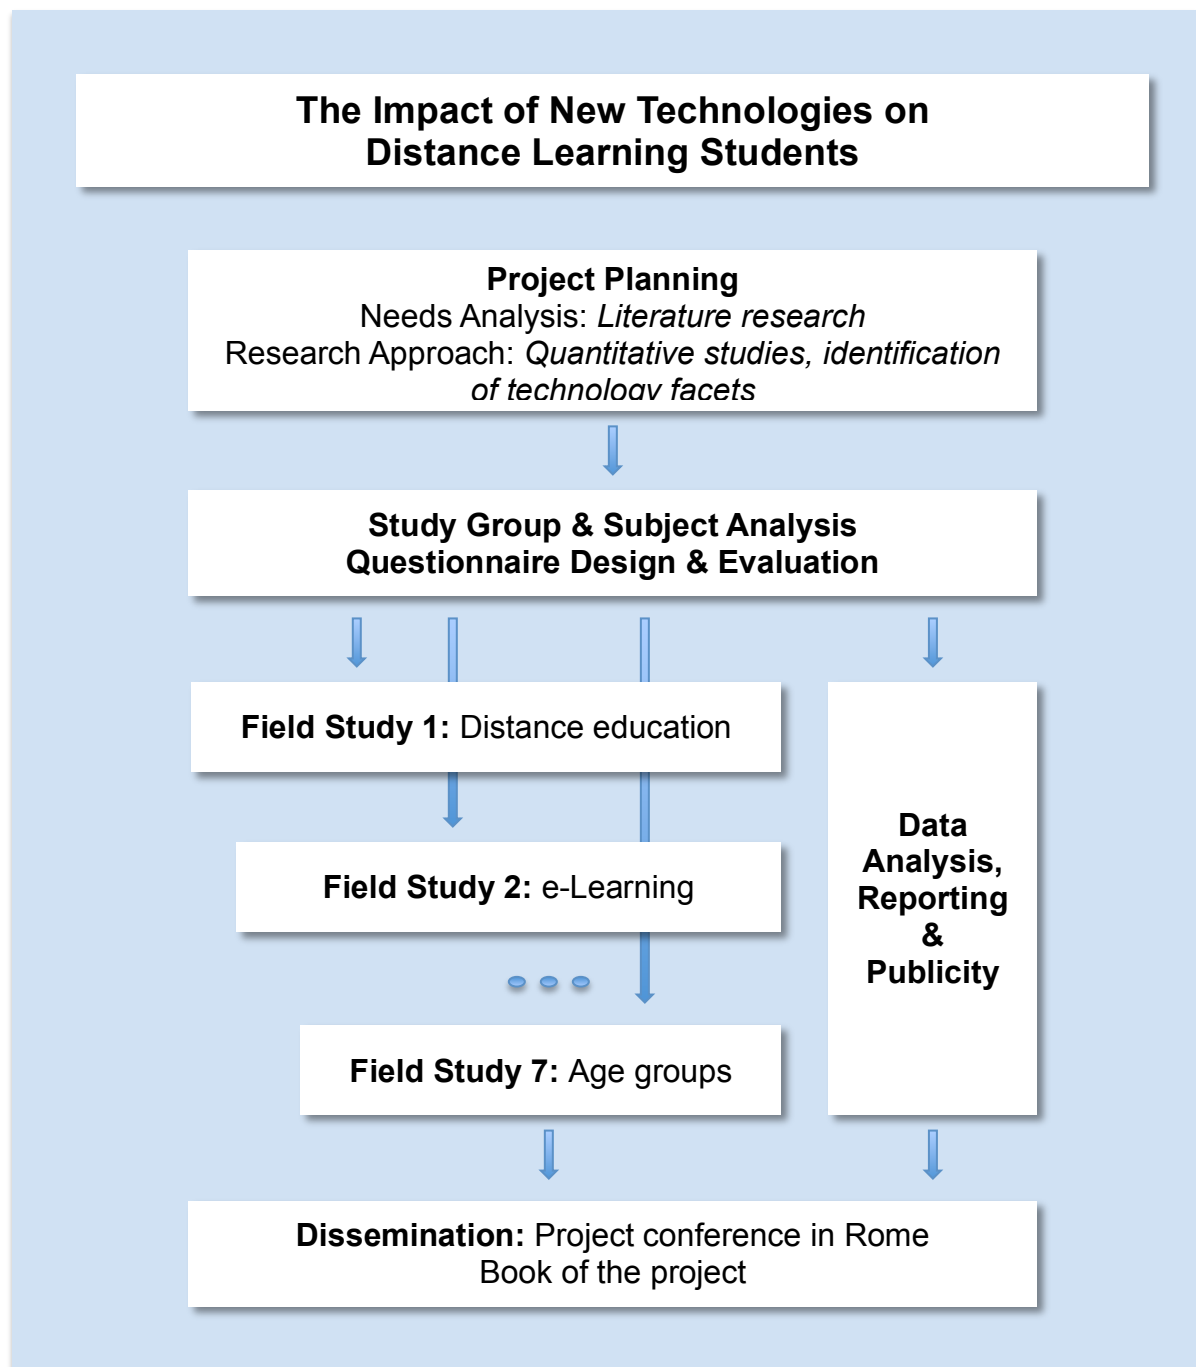 The Impact of New Technologies on
Distance Learning Students
Project Planning
Needs Analysis: Literature research
Research Approach: Quantitative studies, identification
of technology facets
Study Group & Subject Analysis
Questionnaire Design & Evaluation
Field Study 1: Distance education
Field Study 2: e-Learning
Field Study 7: Age groups
Data
Analysis,
Reporting
&
Publicity
Dissemination: Project conference in Rome
Book of the project